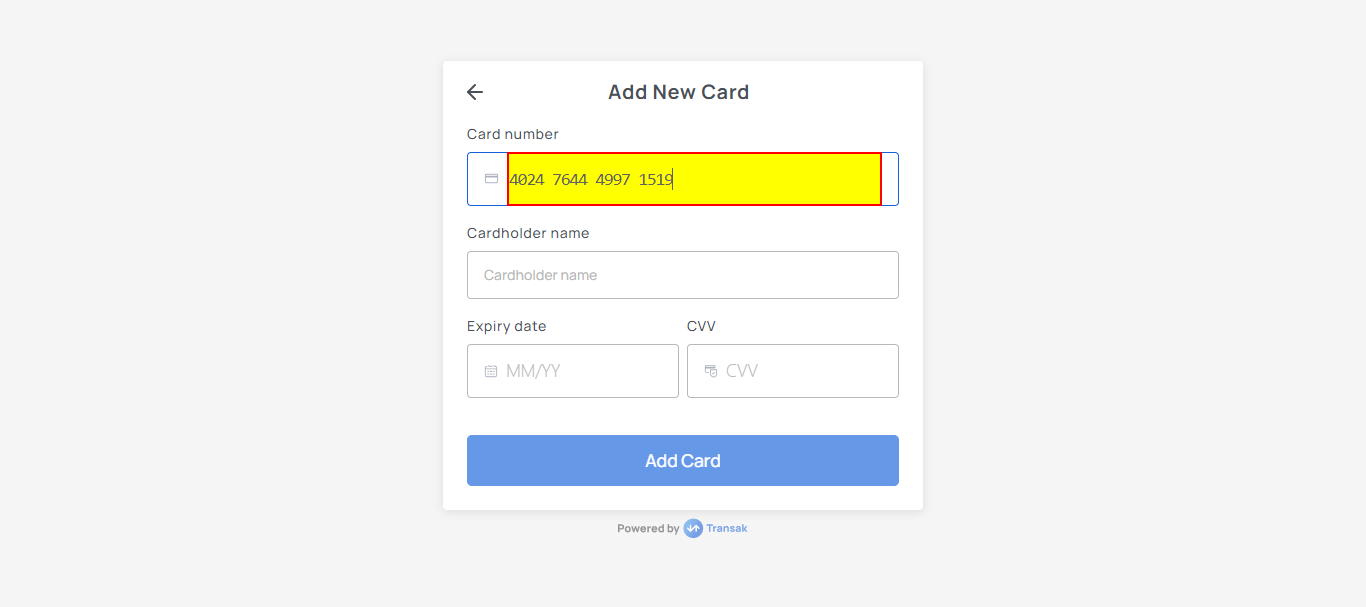 Add New Card
Card number
4024 7644 4997 1519
Cardholder name
Cardholder name
Expiry date CVV
MM/YY CVV
Add Card
Powered by Transak